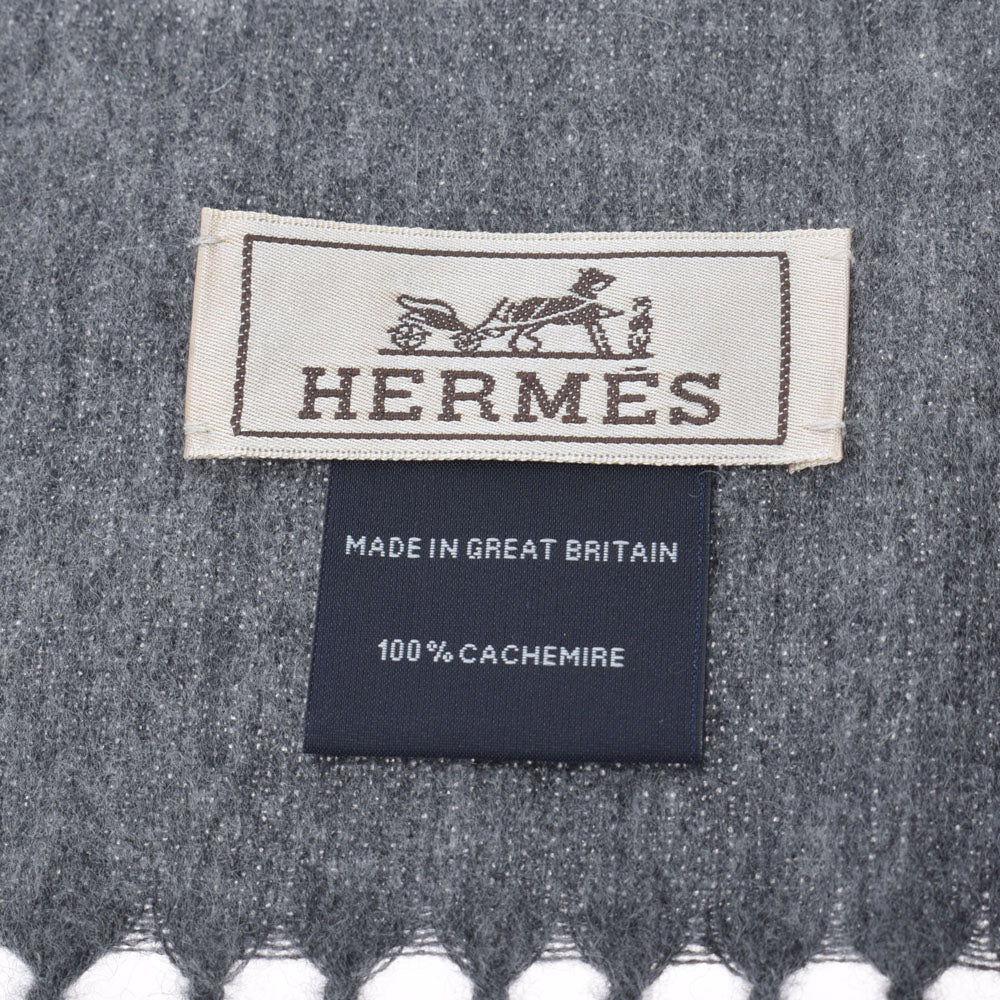 HERMÈS
MADE IN GREAT BRITAIN
100% CACHEMIRE